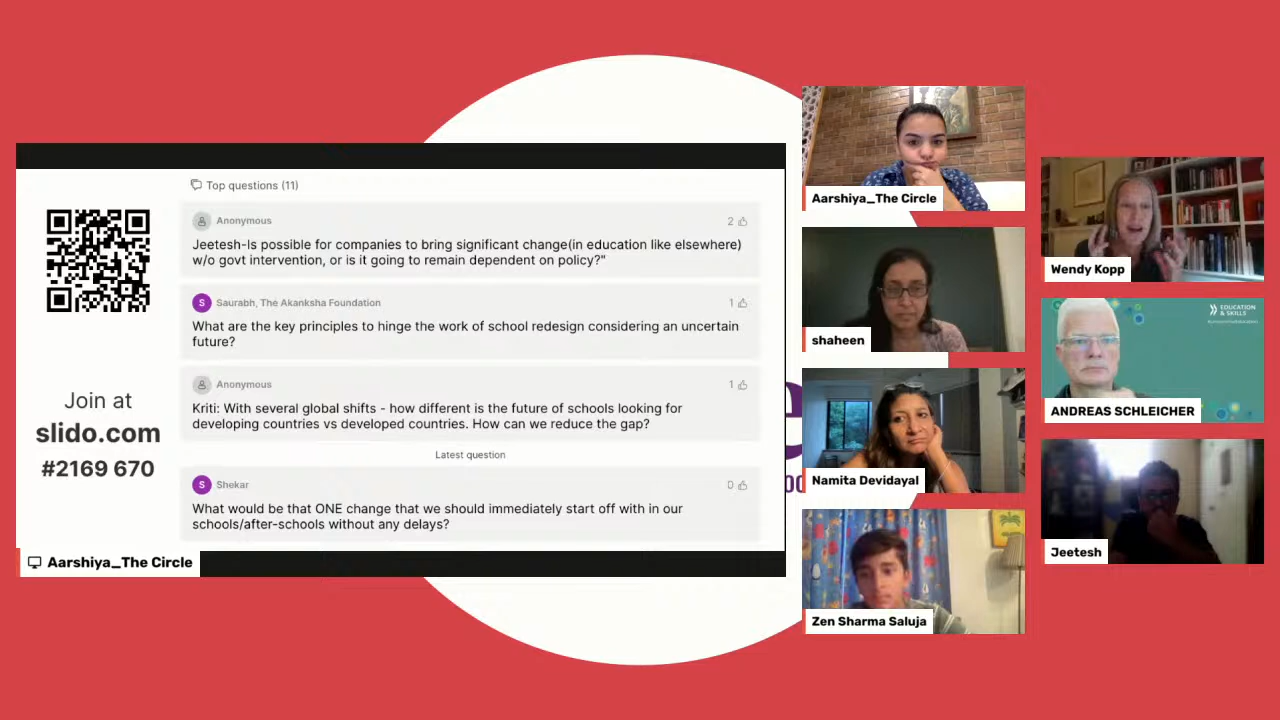 Top questions (11)
Anonymous
2
Jeetesh-Is possible for companies to bring significant change(in education like elsewhere)
w/o govt intervention, or is it going to remain dependent on policy?"
S
Saurabh, The Akanksha Foundation
1
What are the key principles to hinge the work of school redesign considering an uncertain
future?
Anonymous
1
Kriti: With several global shifts - how different is the future of schools looking for
developing countries vs developed countries. How can we reduce the gap?
Latest question
S
Shekar
0
What would be that ONE change that we should immediately start off with in our
schools/after-schools without any delays?
Join at
slido.com
#2169 670
Aarshiya_The Circle
Aarshiya_The Circle
shaheen
Namita Devidayal
Zen Sharma Saluja
Wendy Kopp
EDUCATION
& SKILLS
ANDREAS SCHLEICHER
Jeetesh